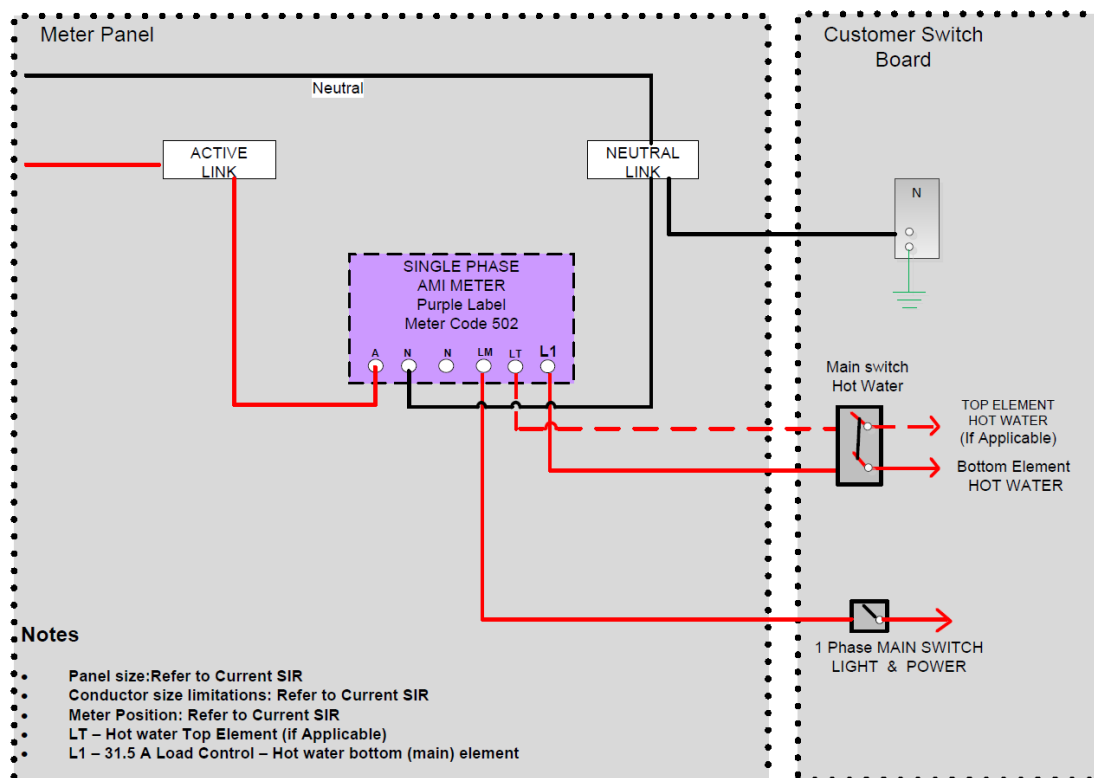 Meter Panel
Customer Switch
Board
Neutral
ACTIVE
LINK
NEUTRAL
LINK
N
SINGLE PHASE
AMI METER
Purple Label
Meter Code 502
A N N LM LT L1
Main switch
Hot Water
TOP ELEMENT
HOT WATER
(If Applicable)
Bottom Element
HOT WATER
1 Phase MAIN SWITCH
LIGHT & POWER
Notes
• Panel size:Refer to Current SIR
• Conductor size limitations: Refer to Current SIR
• Meter Position: Refer to Current SIR
• LT – Hot water Top Element (if Applicable)
• L1 – 31.5 A Load Control – Hot water bottom (main) element